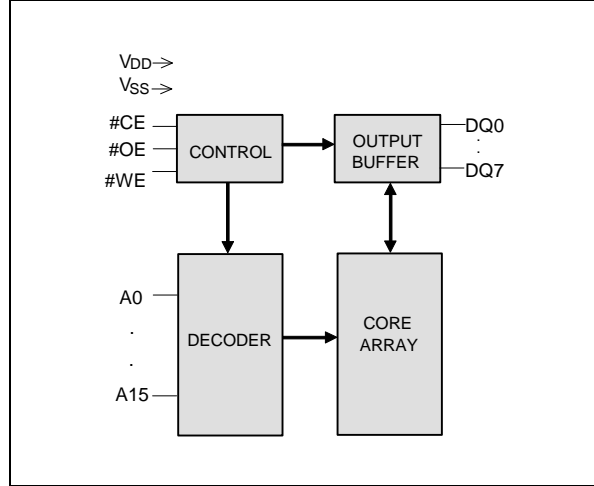 VDD
VSS
#CE
#OE
#WE
CONTROL
OUTPUT
BUFFER
DQ0
.
.
DQ7
A0
.
.
A15
DECODER
CORE
ARRAY